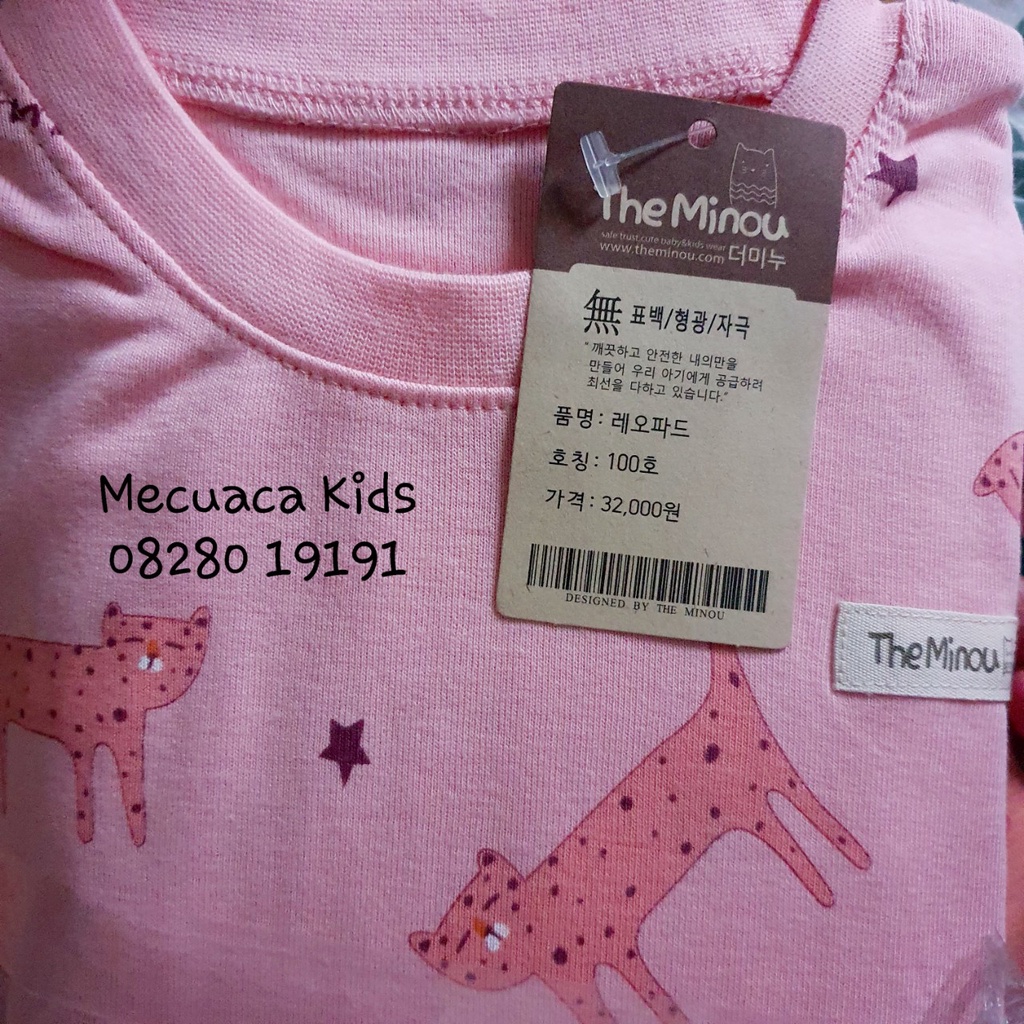 The Minou
safe trust.cute baby&kids wear
www.theminou.com 더미누
無 표백/형광/자극
"깨끗하고 안전한 내의만을
만들어 우리 아기에게 공급하려
최선을 다하고 있습니다."
품명: 레오파드
호칭: 100호
가격: 32,000원
DESIGNED BY THE MINOU
Mecuaca Kids
08280 19191
The Minou